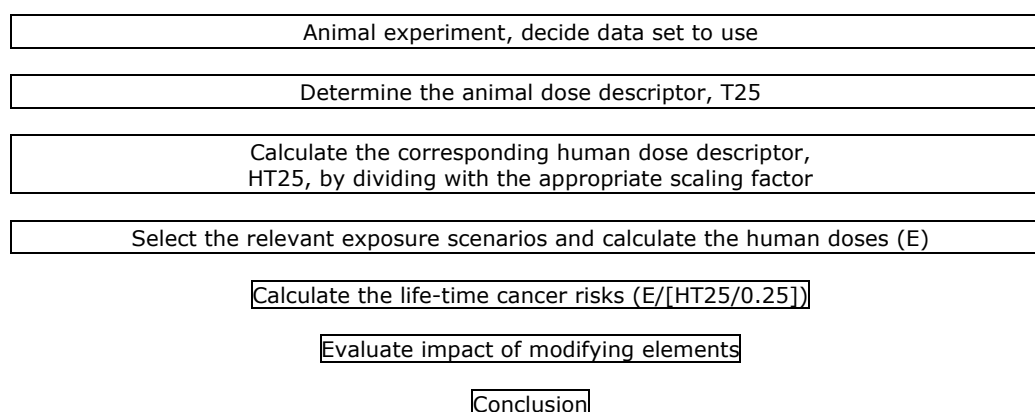 Animal experiment, decide data set to use
Determine the animal dose descriptor, T25
Calculate the corresponding human dose descriptor,
HT25, by dividing with the appropriate scaling factor
Select the relevant exposure scenarios and calculate the human doses (E)
Calculate the life-time cancer risks (E/[HT25/0.25])
Evaluate impact of modifying elements
Conclusion